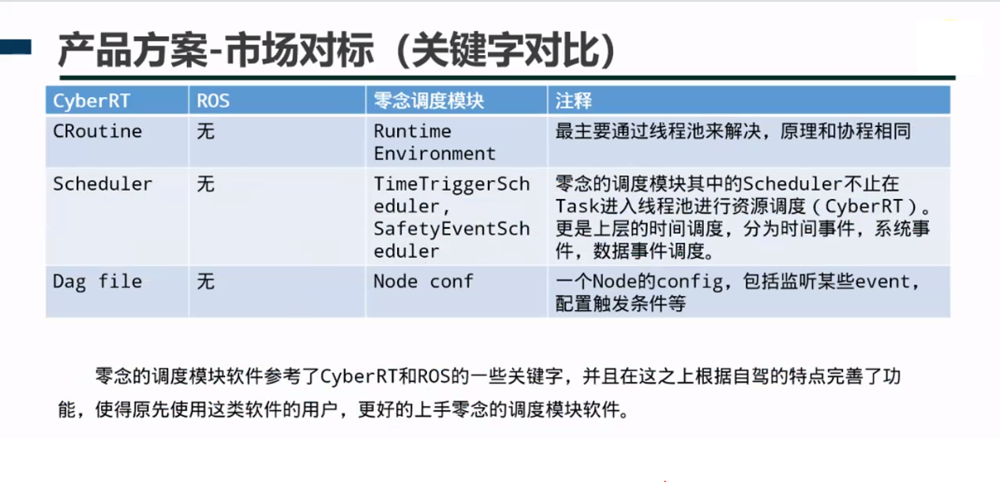 产品方案-市场对标（关键字对比）
CyberRT ROS 零念调度模块 注释
CRoutine 无 Runtime 最主要通过线程池来解决，原理和协程相同
Environment
Scheduler 无 TimeTriggerSch 零念的调度模块其中的Scheduler不止在
eduler, Task进入线程池进行资源调度（CyberRT）。
SafetyEventSch 更是上层的时间调度，分为时间事件，系统事
eduler 件，数据事件调度。
Dag file 无 Node conf 一个Node的config，包括监听某些event，
配置触发条件等
零念的调度模块软件参考了CyberRT和ROS的一些关键字，并且在这之上根据自驾的特点完善了功
能，使得原先使用这类软件的用户，更好的上手零念的调度模块软件。